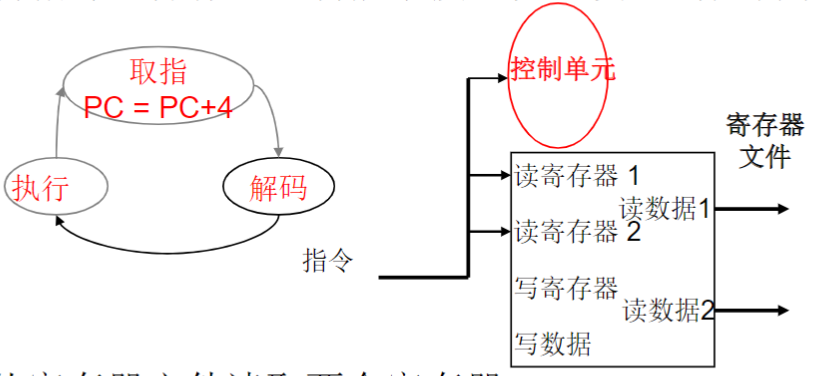 取指
PC = PC+4
执行
解码
指令
控制单元
寄存器
文件
读寄存器 1
读数据1
读寄存器 2
写寄存器
读数据2
写数据